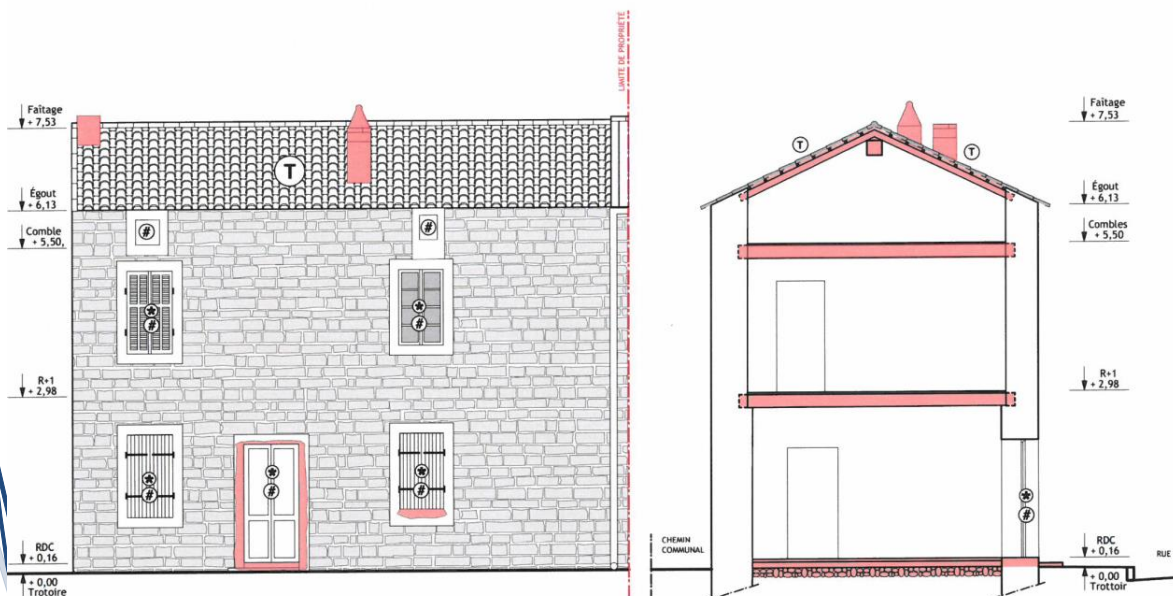 LIMITE DE PROPRIÉTÉ
Faîtage
+ 7,53
T
Égout
+ 6,13
Comble
+ 5,50,
#
#
*
#
*
#
R+1
+ 2,98
*
#
*
#
*
#
RDC
+ 0,16
+ 0,00
Trotoire
Faîtage
+ 7,53
T
T
Égout
+ 6,13
Combles
+ 5,50
R+1
+ 2,98
*
#
CHEMIN
COMMUNAL
RDC
+ 0,16
RUE
+ 0,00
Trottoir